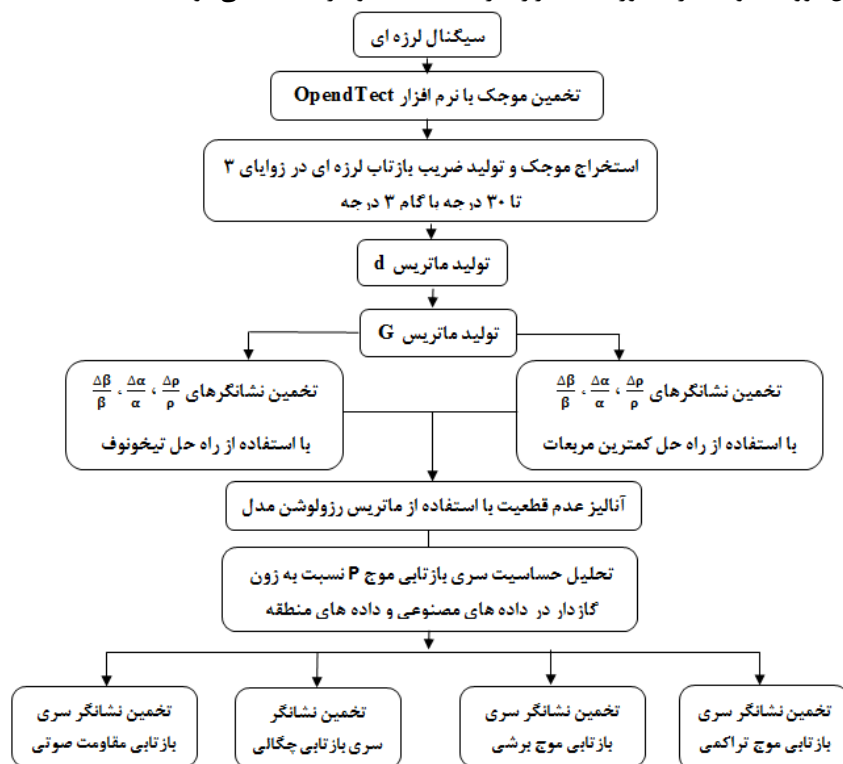 سیگنال لرزه ای
تخمین موجک با نرم افزار OpendTect
استخراج موجک و تولید ضریب بازتاب لرزه ای در زوایای ۳
تا ۳۰ درجه با گام ۳ درجه
تولید ماتریس d
تولید ماتریس G
تخمین نشانگرهای Δρ/ρ ، Δα/α ، Δβ/β
با استفاده از راه حل کمترین مربعات
تخمین نشانگرهای Δρ/ρ ، Δα/α ، Δβ/β
با استفاده از راه حل تیخونوف
آنالیز عدم قطعیت با استفاده از ماتریس رزولوشن مدل
تحلیل حساسیت سری بازتابی موج P نسبت به زون
گازدار در داده های مصنوعی و داده های منطقه
تخمین نشانگر سری
بازتابی موج تراکمی
تخمین نشانگر سری
بازتابی موج برشی
تخمین نشانگر
سری بازتابی چگالی
تخمین نشانگر سری
بازتابی مقاومت صوتی